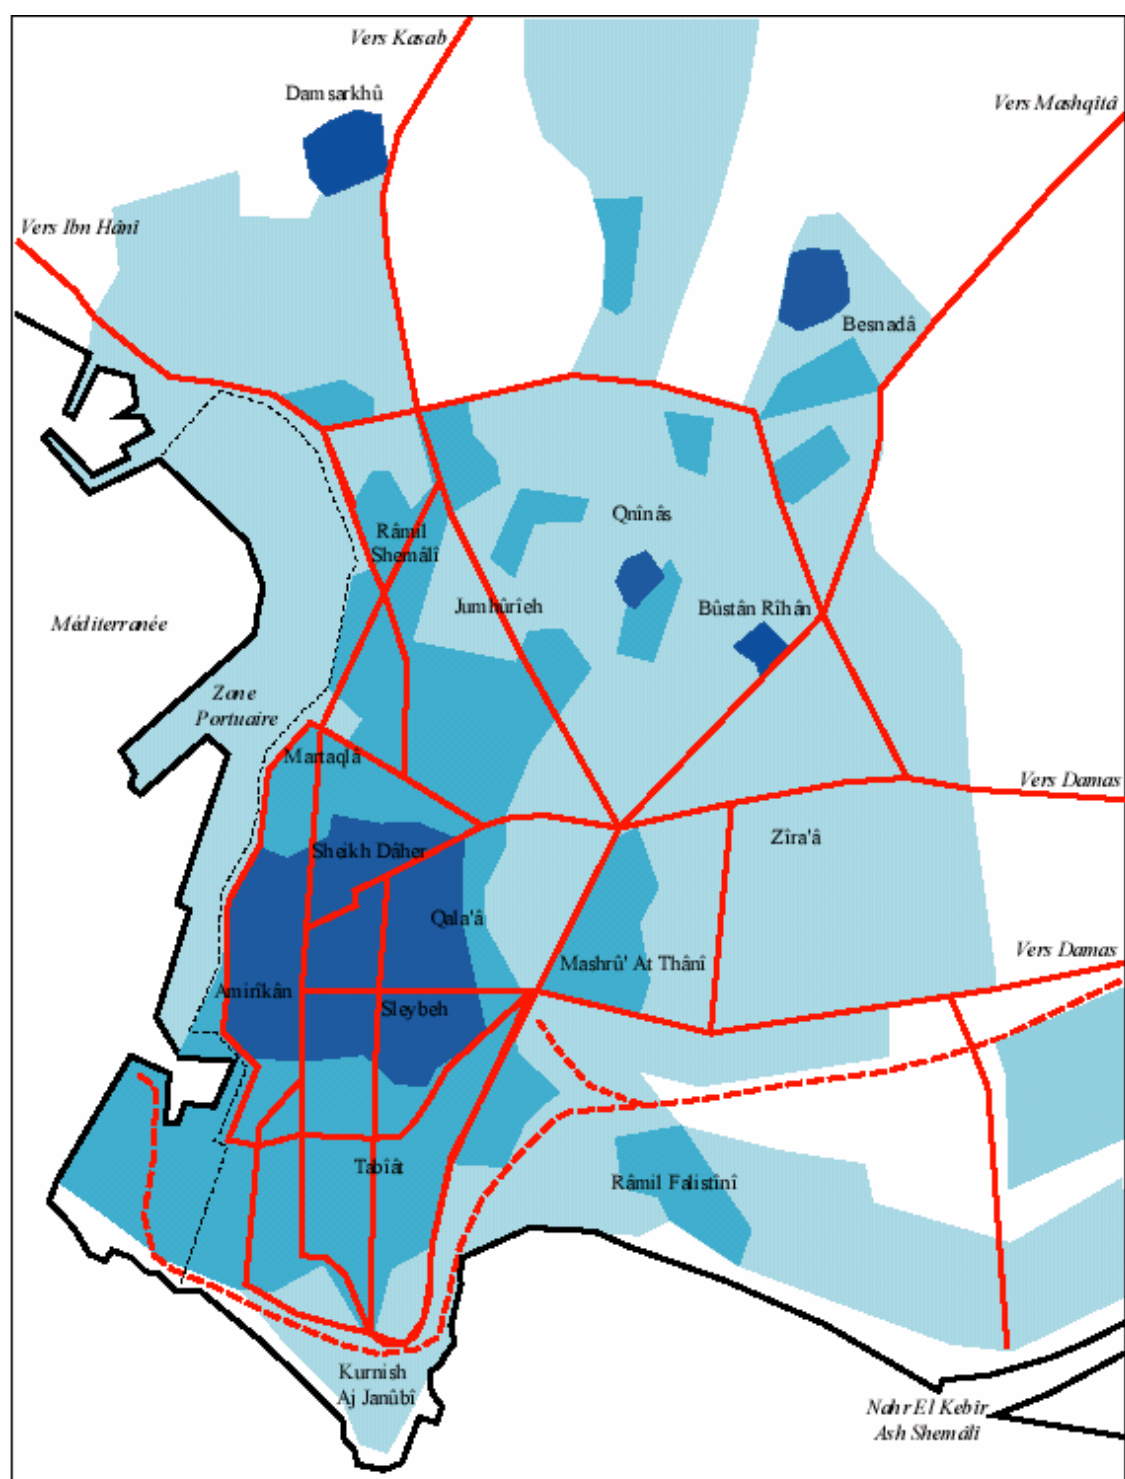 Vers Kasab
Damsarkhû
Vers Mashqîtâ
Vers Ibn Hânî
Besnadâ
Qnînâs
Râmil
Shemâlî
Jumhûrîeh
Bûstân Rîhân
Méditerranée
Zone
Portuaire
Martaqlâ
Vers Damas
Zîra'â
Sheikh Dâher
Qala'â
Vers Damas
Mashrû' At Thânî
Amirîkân
Sleybeh
Tabîât
Râmil Falistînî
Kurnish
Aj Janûbî
Nahr El Kebîr
Ash Shemâlî